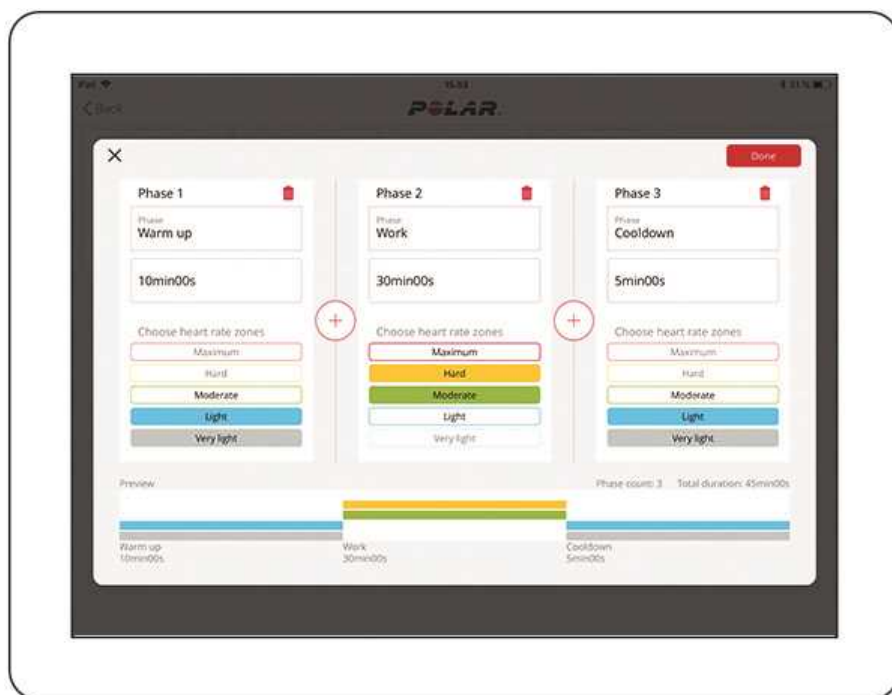 iPad 15:53
Back POLAR
Done
Phase 1 Phase 2 Phase 3
Phase Phase Phase
Warm up Work Cooldown
10min00s 30min00s 5min00s
Choose heart rate zones Choose heart rate zones Choose heart rate zones
Maximum Maximum Maximum
Hard Hard Hard
Moderate Moderate Moderate
Light Light Light
Very light Very light Very light
Preview Phase count: 3 Total duration: 45min00s
Warm up Work Cooldown
10min00s 30min00s 5min00s